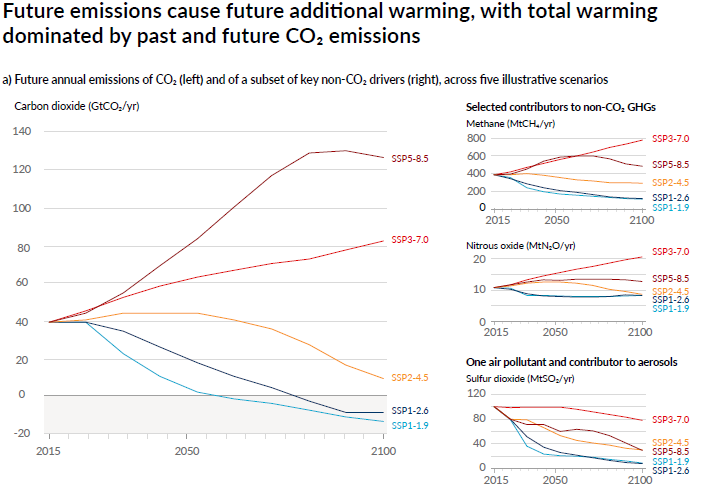 Future emissions cause future additional warming, with total warming
dominated by past and future CO₂ emissions
a) Future annual emissions of CO₂ (left) and of a subset of key non-CO₂ drivers (right), across five illustrative scenarios
Carbon dioxide (GtCO₂/yr)
140
120
100
80
60
40
20
0
-20
2015
2050
2100
SSP5-8.5
SSP3-7.0
SSP2-4.5
SSP1-2.6
SSP1-1.9
Selected contributors to non-CO₂ GHGs
Methane (MtCH₄/yr)
800
600
400
200
0
2015
2050
2100
SSP3-7.0
SSP5-8.5
SSP2-4.5
SSP1-2.6
SSP1-1.9
Nitrous oxide (MtN₂O/yr)
20
10
0
2015
2050
2100
SSP3-7.0
SSP5-8.5
SSP2-4.5
SSP1-2.6
SSP1-1.9
One air pollutant and contributor to aerosols
Sulfur dioxide (MtSO₂/yr)
120
80
40
0
2015
2050
2100
SSP3-7.0
SSP2-4.5
SSP5-8.5
SSP1-1.9
SSP1-2.6